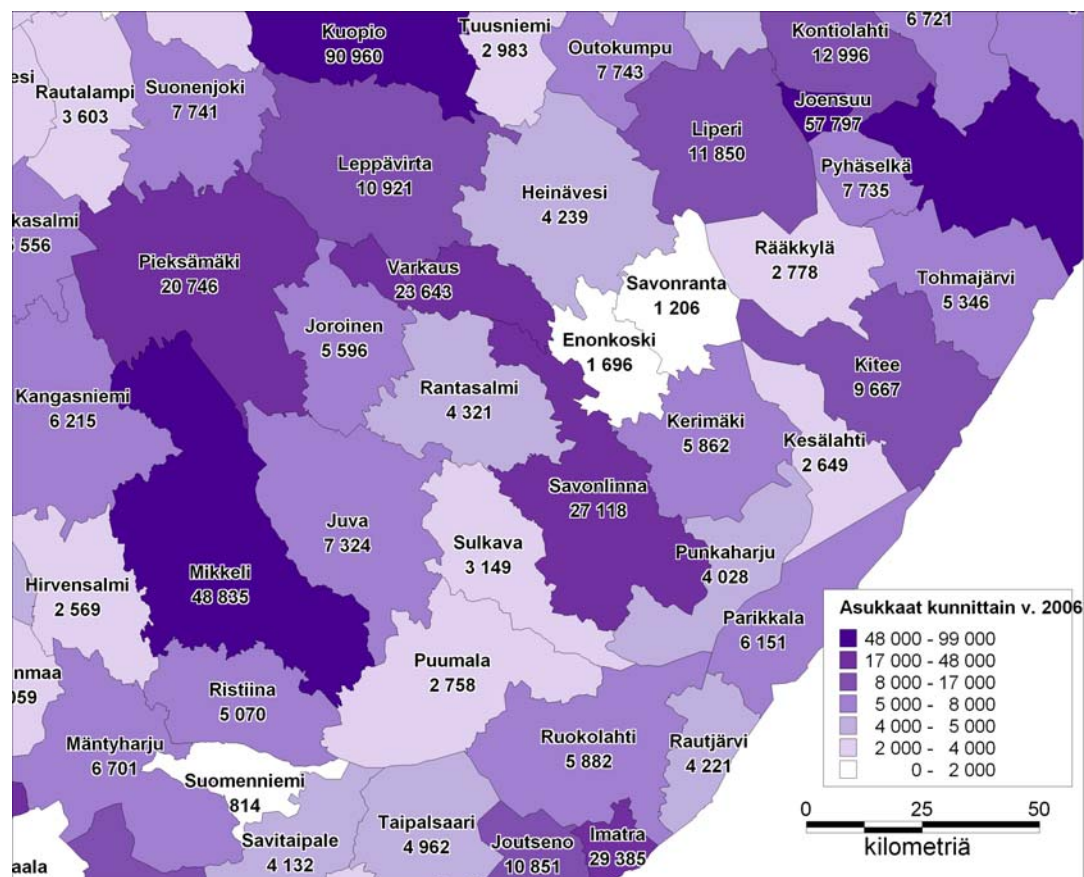 Kuopio
90 960
Tuusniemi
2 983
Outokumpu
7 743
6 721
Kontiolahti
12 996
esi
Rautalampi
3 603
Suonenjoki
7 741
Leppävirta
10 921
Heinävesi
4 239
Liperi
11 850
Joensuu
57 797
Pyhäselkä
7 735
kasalmi
556
Pieksämäki
20 746
Varkaus
23 643
Savonranta
1 206
Rääkkylä
2 778
Tohmajärvi
5 346
Joroinen
5 596
Enonkoski
1 696
Kitee
9 667
Kangasniemi
6 215
Rantasalmi
4 321
Kerimäki
5 862
Kesälahti
2 649
Savonlinna
27 118
Juva
7 324
Sulkava
3 149
Punkaharju
4 028
Hirvensalmi
2 569
Mikkeli
48 835
Parikkala
6 151
nmaa
059
Ristiina
5 070
Puumala
2 758
Mäntyharju
6 701
Ruokolahti
5 882
Rautjärvi
4 221
Suomenniemi
814
Savitaipale
4 132
Taipalsaari
4 962
Joutseno
10 851
Imatra
29 385
aala
Asukkaat kunnittain v. 2006
48 000 - 99 000
17 000 - 48 000
8 000 - 17 000
5 000 - 8 000
4 000 - 5 000
2 000 - 4 000
0 - 2 000
0 25 50
kilometriä